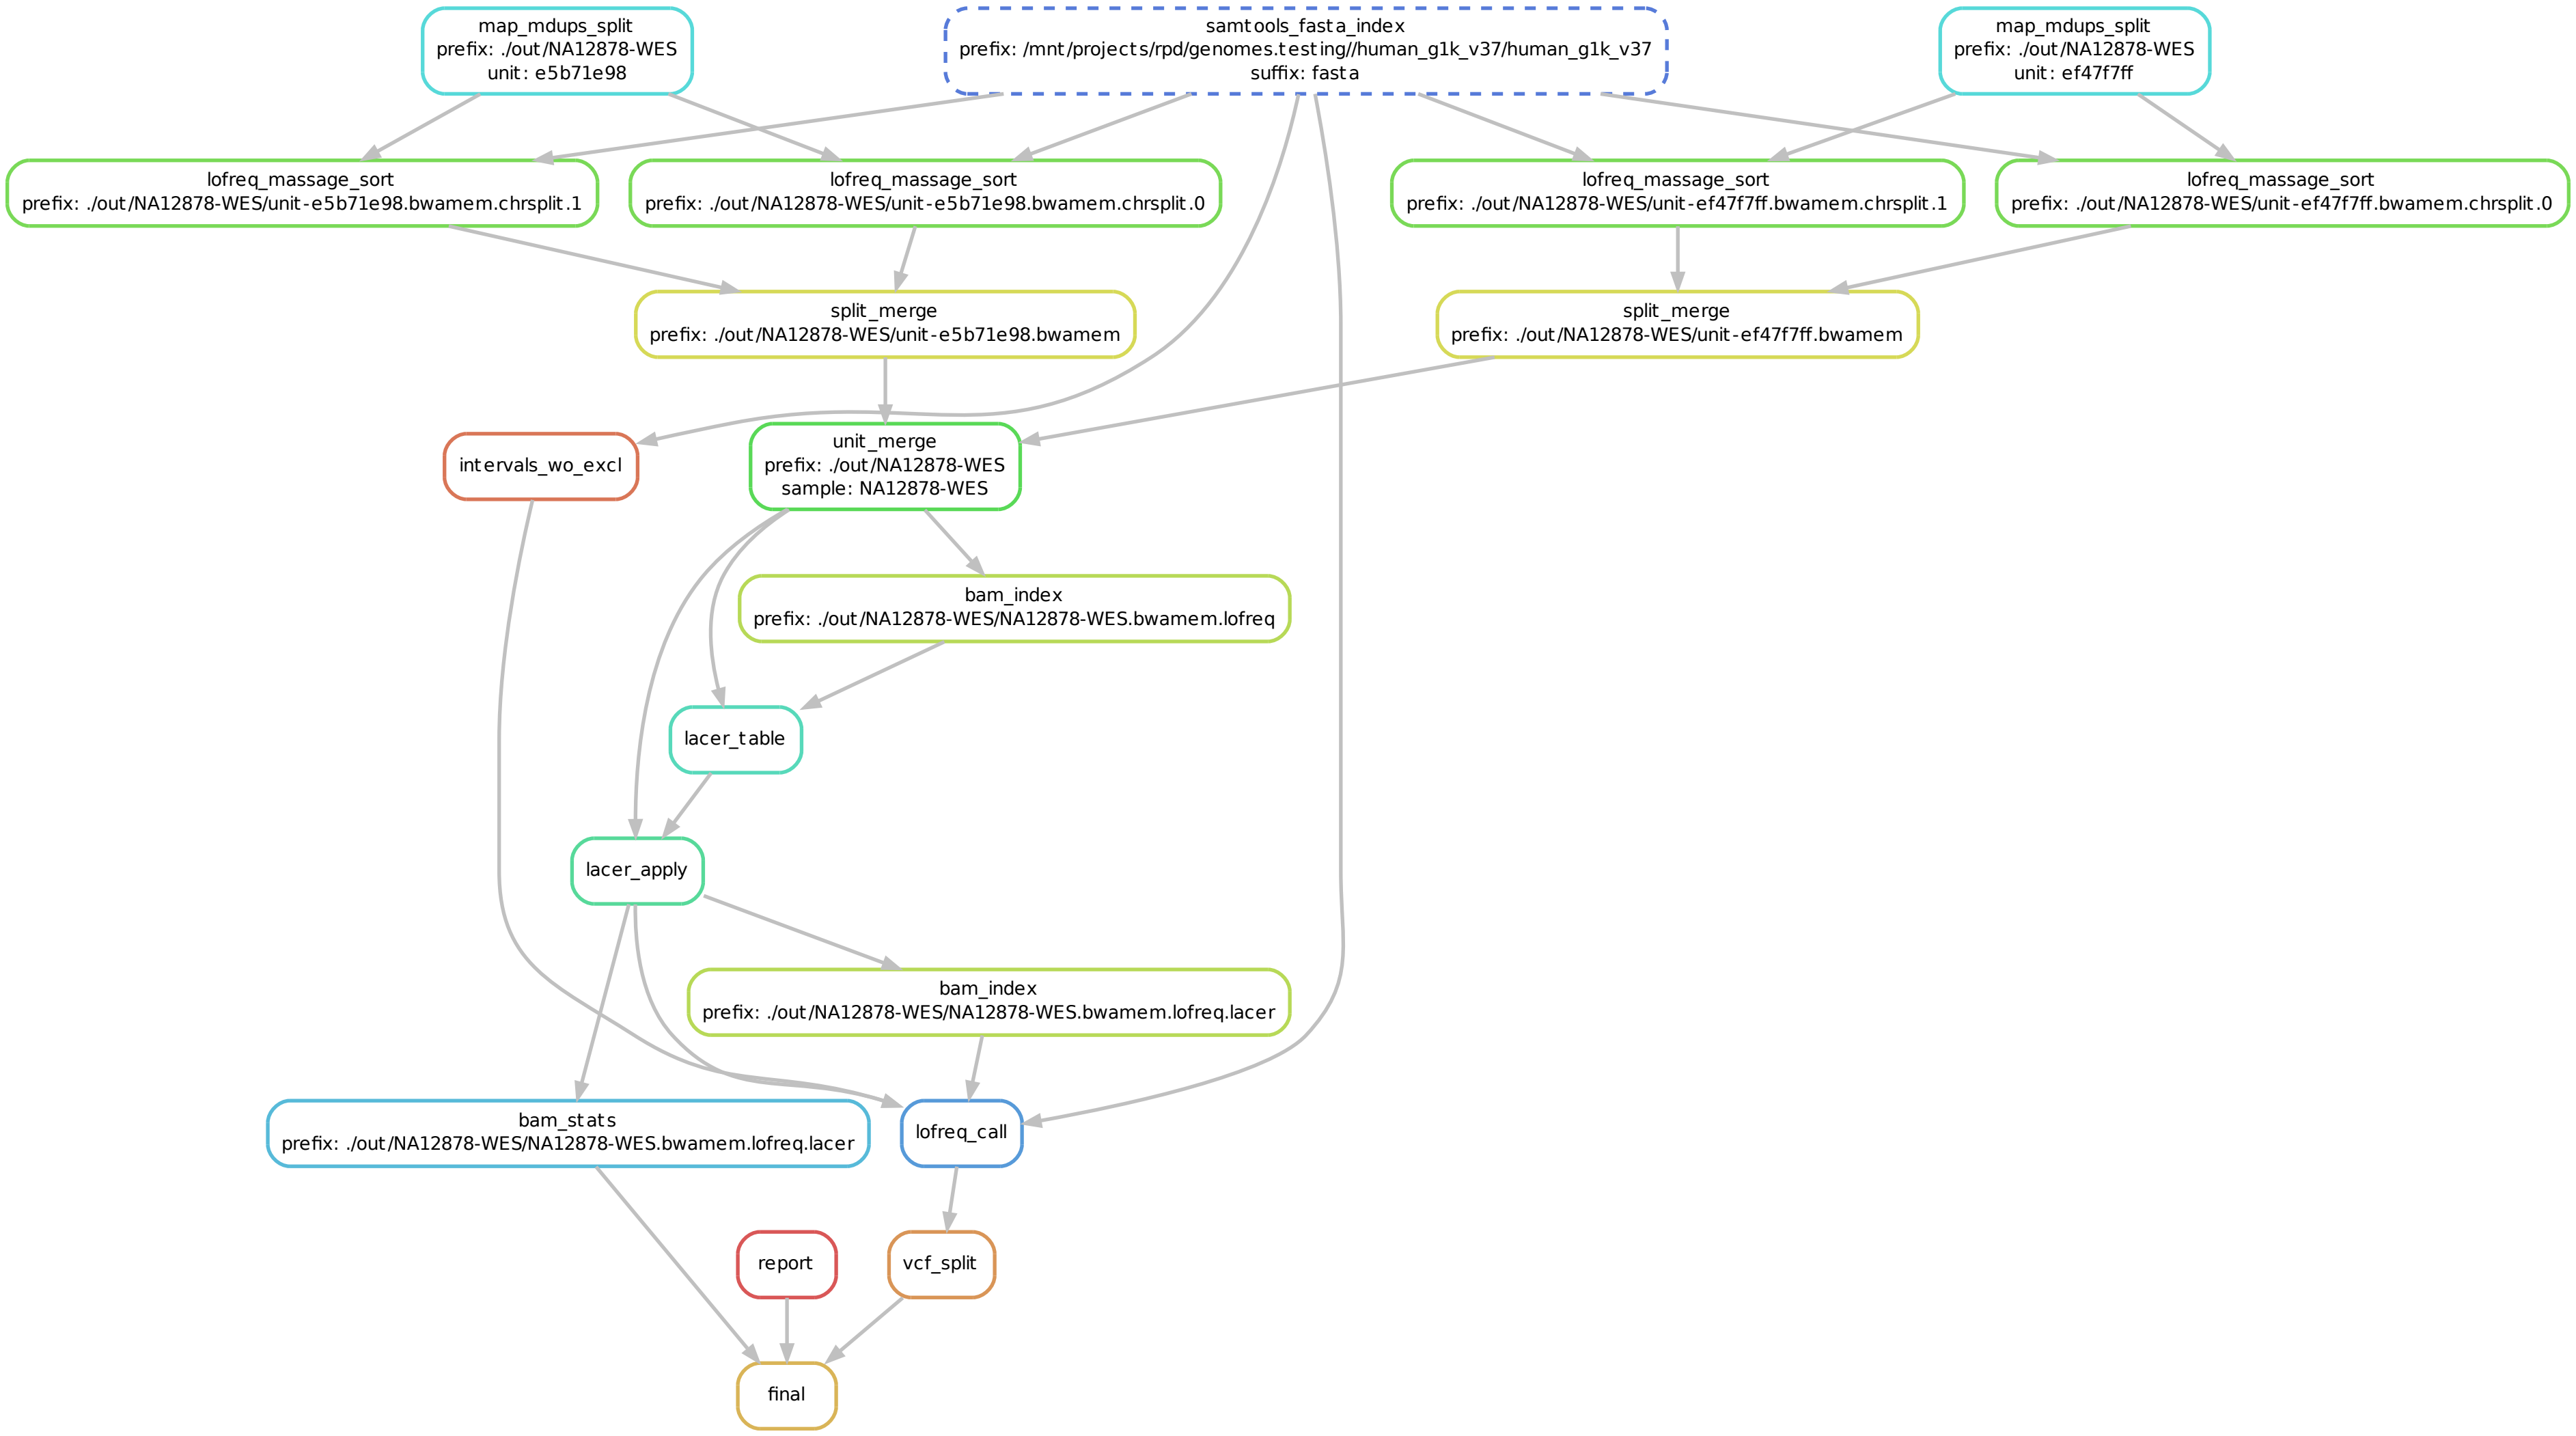 map_mdups_split
prefix: ./out/NA12878-WES
unit: e5b71e98
samtools_fasta_index
prefix: /mnt/projects/rpd/genomes.testing//human_g1k_v37/human_g1k_v37
suffix: fasta
map_mdups_split
prefix: ./out/NA12878-WES
unit: ef47f7ff
lofreq_massage_sort
prefix: ./out/NA12878-WES/unit-e5b71e98.bwamem.chrsplit.1
lofreq_massage_sort
prefix: ./out/NA12878-WES/unit-e5b71e98.bwamem.chrsplit.0
lofreq_massage_sort
prefix: ./out/NA12878-WES/unit-ef47f7ff.bwamem.chrsplit.1
lofreq_massage_sort
prefix: ./out/NA12878-WES/unit-ef47f7ff.bwamem.chrsplit.0
split_merge
prefix: ./out/NA12878-WES/unit-e5b71e98.bwamem
split_merge
prefix: ./out/NA12878-WES/unit-ef47f7ff.bwamem
intervals_wo_excl
unit_merge
prefix: ./out/NA12878-WES
sample: NA12878-WES
bam_index
prefix: ./out/NA12878-WES/NA12878-WES.bwamem.lofreq
lacer_table
lacer_apply
bam_index
prefix: ./out/NA12878-WES/NA12878-WES.bwamem.lofreq.lacer
bam_stats
prefix: ./out/NA12878-WES/NA12878-WES.bwamem.lofreq.lacer
lofreq_call
report
vcf_split
final